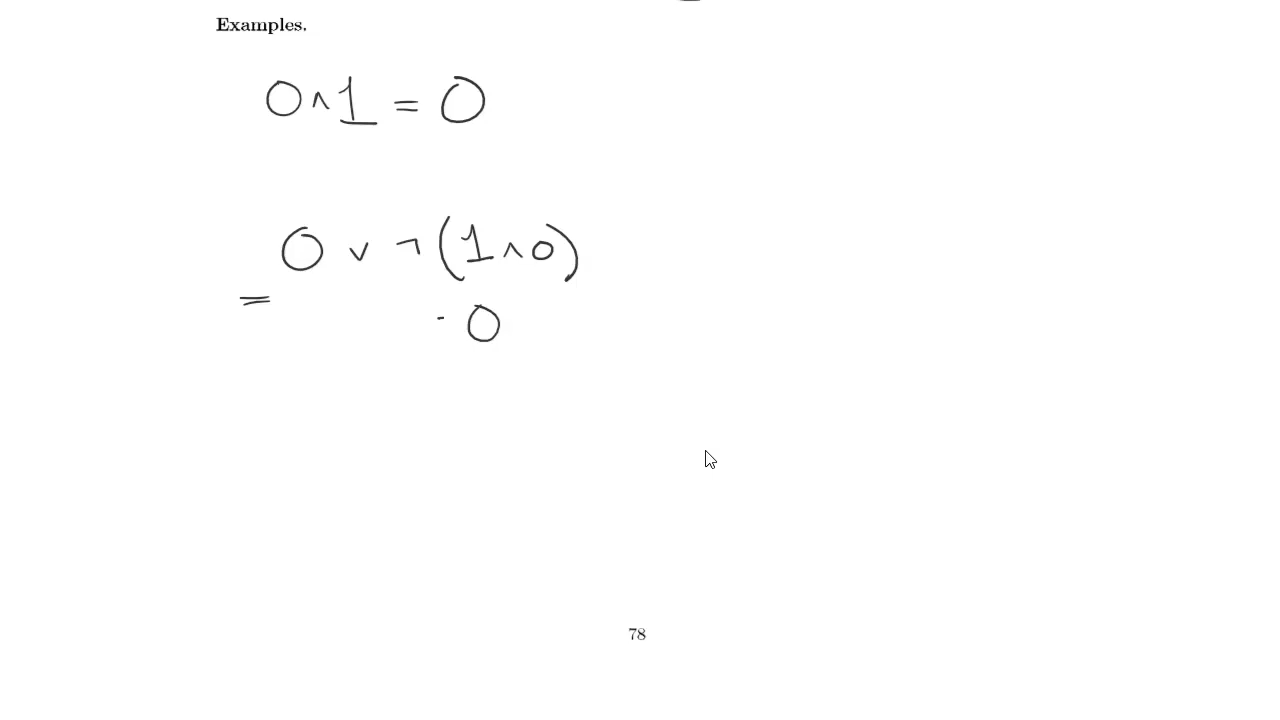 Examples.
0 ∧ 1 = 0
0 ∨ ¬ (1 ∧ 0)
= - 0
78